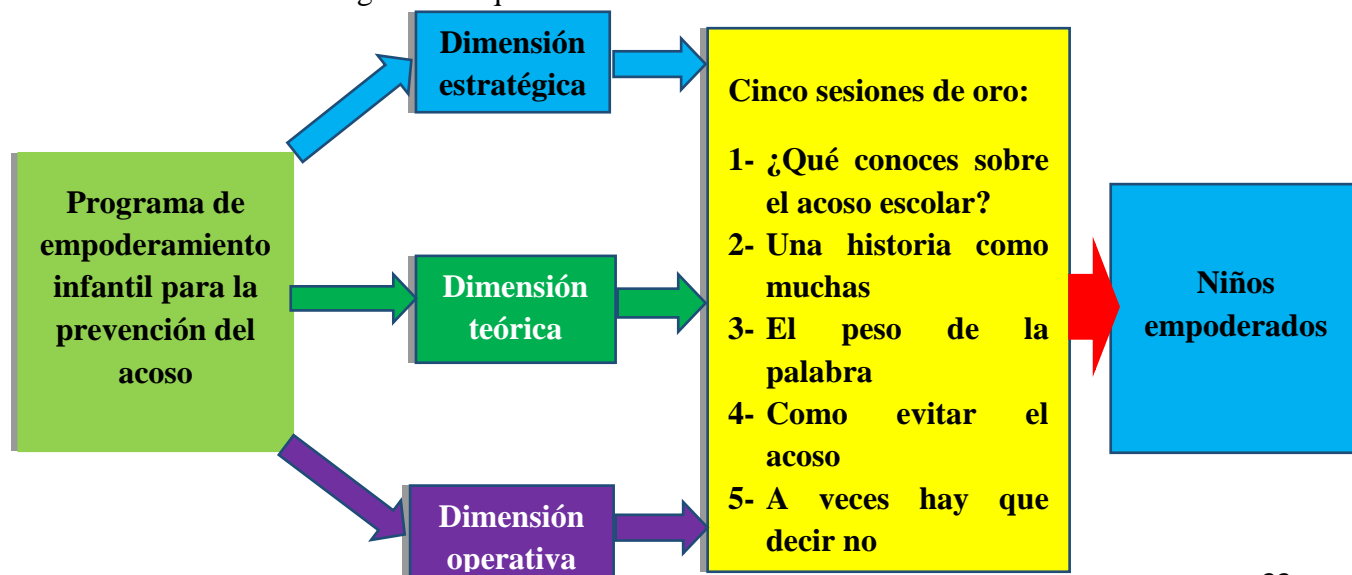 Programa de
empoderamiento
infantil para la
prevención del
acoso
Dimensión
estratégica
Dimensión
teórica
Dimensión
operativa
Cinco sesiones de oro:
1- ¿Qué conoces sobre
el acoso escolar?
2- Una historia como
muchas
3- El peso de la
palabra
4- Como evitar el
acoso
5- A veces hay que
decir no
Niños
empoderados